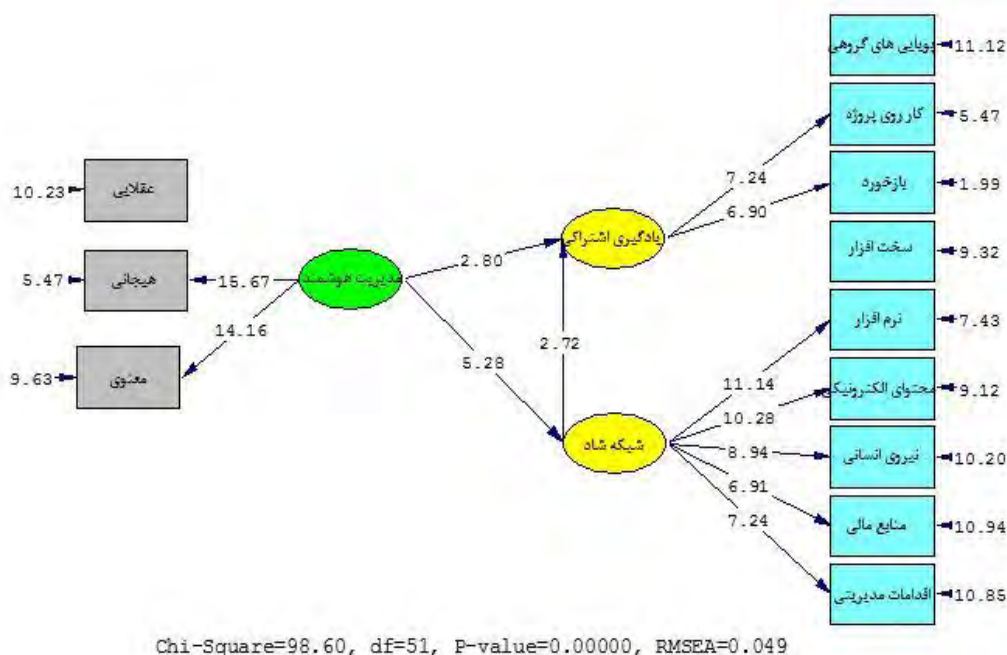 پویایی های گروهی
11.12
کار روی پروژه
5.47
7.24
بازخورد
1.99
6.90
10.23
عقلایی
یادگیری اشتراکی
سخت افزار
9.32
2.80
5.47
هیجانی
15.67
مدیریت هوشمند
نرم افزار
7.43
14.16
2.72
5.28
11.14
9.63
معنوی
محتوای الکترونیکی
9.12
10.28
شبکه شاد
8.94
نیروی انسانی
10.20
6.91
منابع مالی
10.94
7.24
اقدامات مدیریتی
10.85
Chi-Square=98.60, df=51, P-value=0.00000, RMSEA=0.049